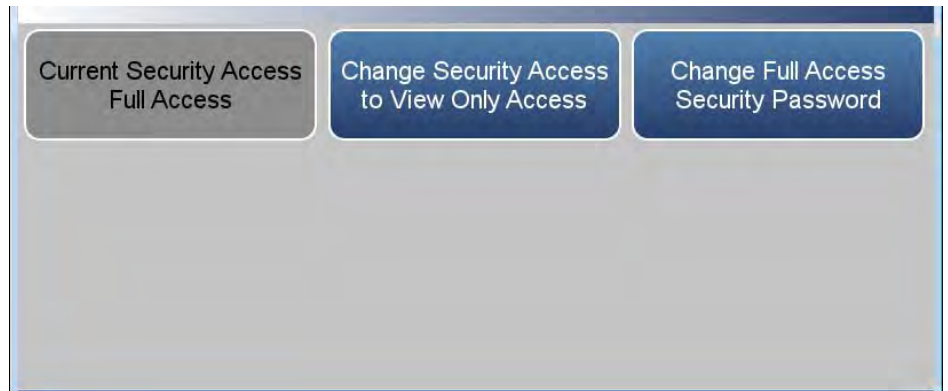 Current Security Access
Full Access
Change Security Access
to View Only Access
Change Full Access
Security Password